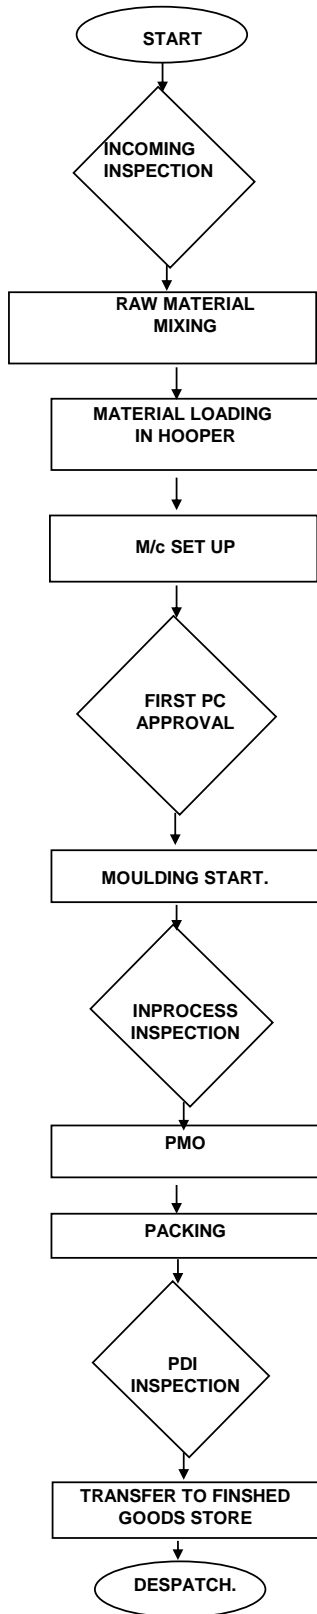 START
INCOMING
INSPECTION
RAW MATERIAL
MIXING
MATERIAL LOADING
IN HOOPER
M/c SET UP
FIRST PC
APPROVAL
MOULDING START.
INPROCESS
INSPECTION
PMO
PACKING
PDI
INSPECTION
TRANSFER TO FINSHED
GOODS STORE
DESPATCH.